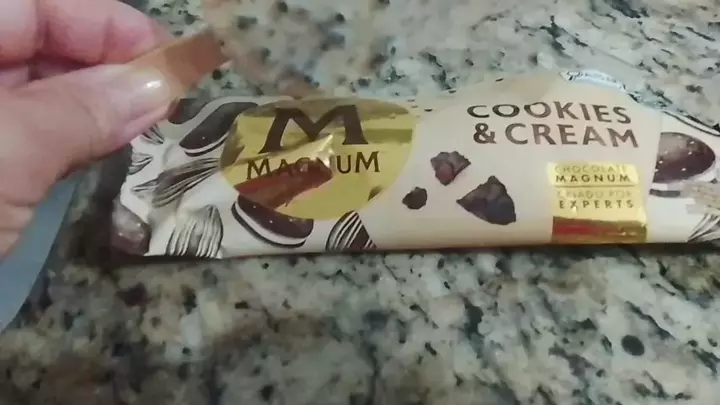 M
MAGNUM
COOKIES
& CREAM
CHOCOLATE
MAGNUM
CRIADO POR
EXPERTS